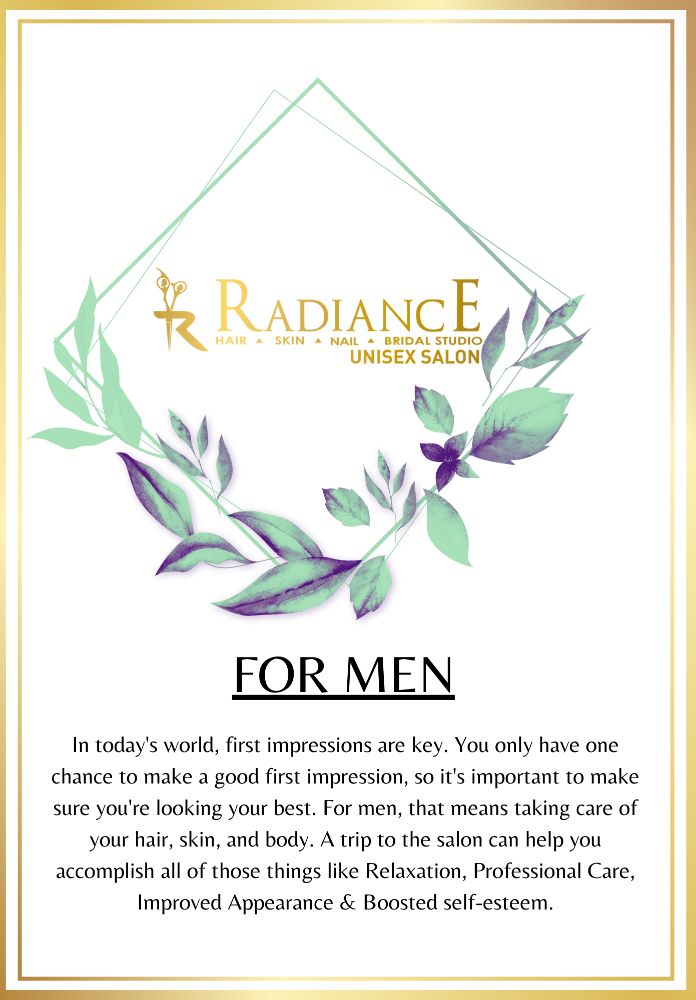 RADIANCE
HAIR ▲ SKIN ▲ NAIL ▲ BRIDAL STUDIO
UNISEX SALON
FOR MEN
In today's world, first impressions are key. You only have one
chance to make a good first impression, so it's important to make
sure you're looking your best. For men, that means taking care of
your hair, skin, and body. A trip to the salon can help you
accomplish all of those things like Relaxation, Professional Care,
Improved Appearance & Boosted self-esteem.